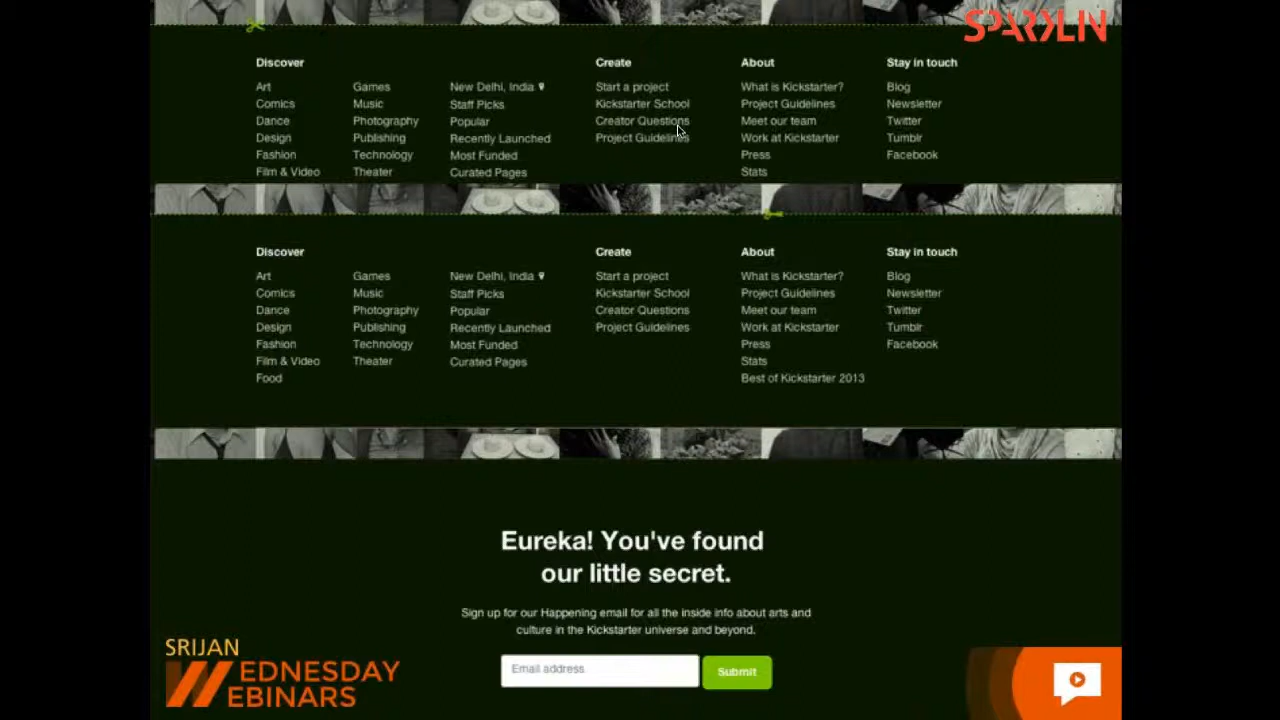 SPARKLIN
Discover
Create
About
Stay in touch
Art
Games
New Delhi, India
Start a project
What is Kickstarter?
Blog
Comics
Music
Staff Picks
Kickstarter School
Project Guidelines
Newsletter
Dance
Photography
Popular
Creator Questions
Meet our team
Twitter
Design
Publishing
Recently Launched
Project Guidelines
Work at Kickstarter
Tumblr
Fashion
Technology
Most Funded
Press
Facebook
Film & Video
Theater
Curated Pages
Stats
Discover
Create
About
Stay in touch
Art
Games
New Delhi, India
Start a project
What is Kickstarter?
Blog
Comics
Music
Staff Picks
Kickstarter School
Project Guidelines
Newsletter
Dance
Photography
Popular
Creator Questions
Meet our team
Twitter
Design
Publishing
Recently Launched
Project Guidelines
Work at Kickstarter
Tumblr
Fashion
Technology
Most Funded
Press
Facebook
Film & Video
Theater
Curated Pages
Stats
Food
Best of Kickstarter 2013
Eureka! You've found
our little secret.
Sign up for our Happening email for all the inside info about arts and
culture in the Kickstarter universe and beyond.
Email address
Submit
SRIJAN
WEDNESDAY
WEBINARS